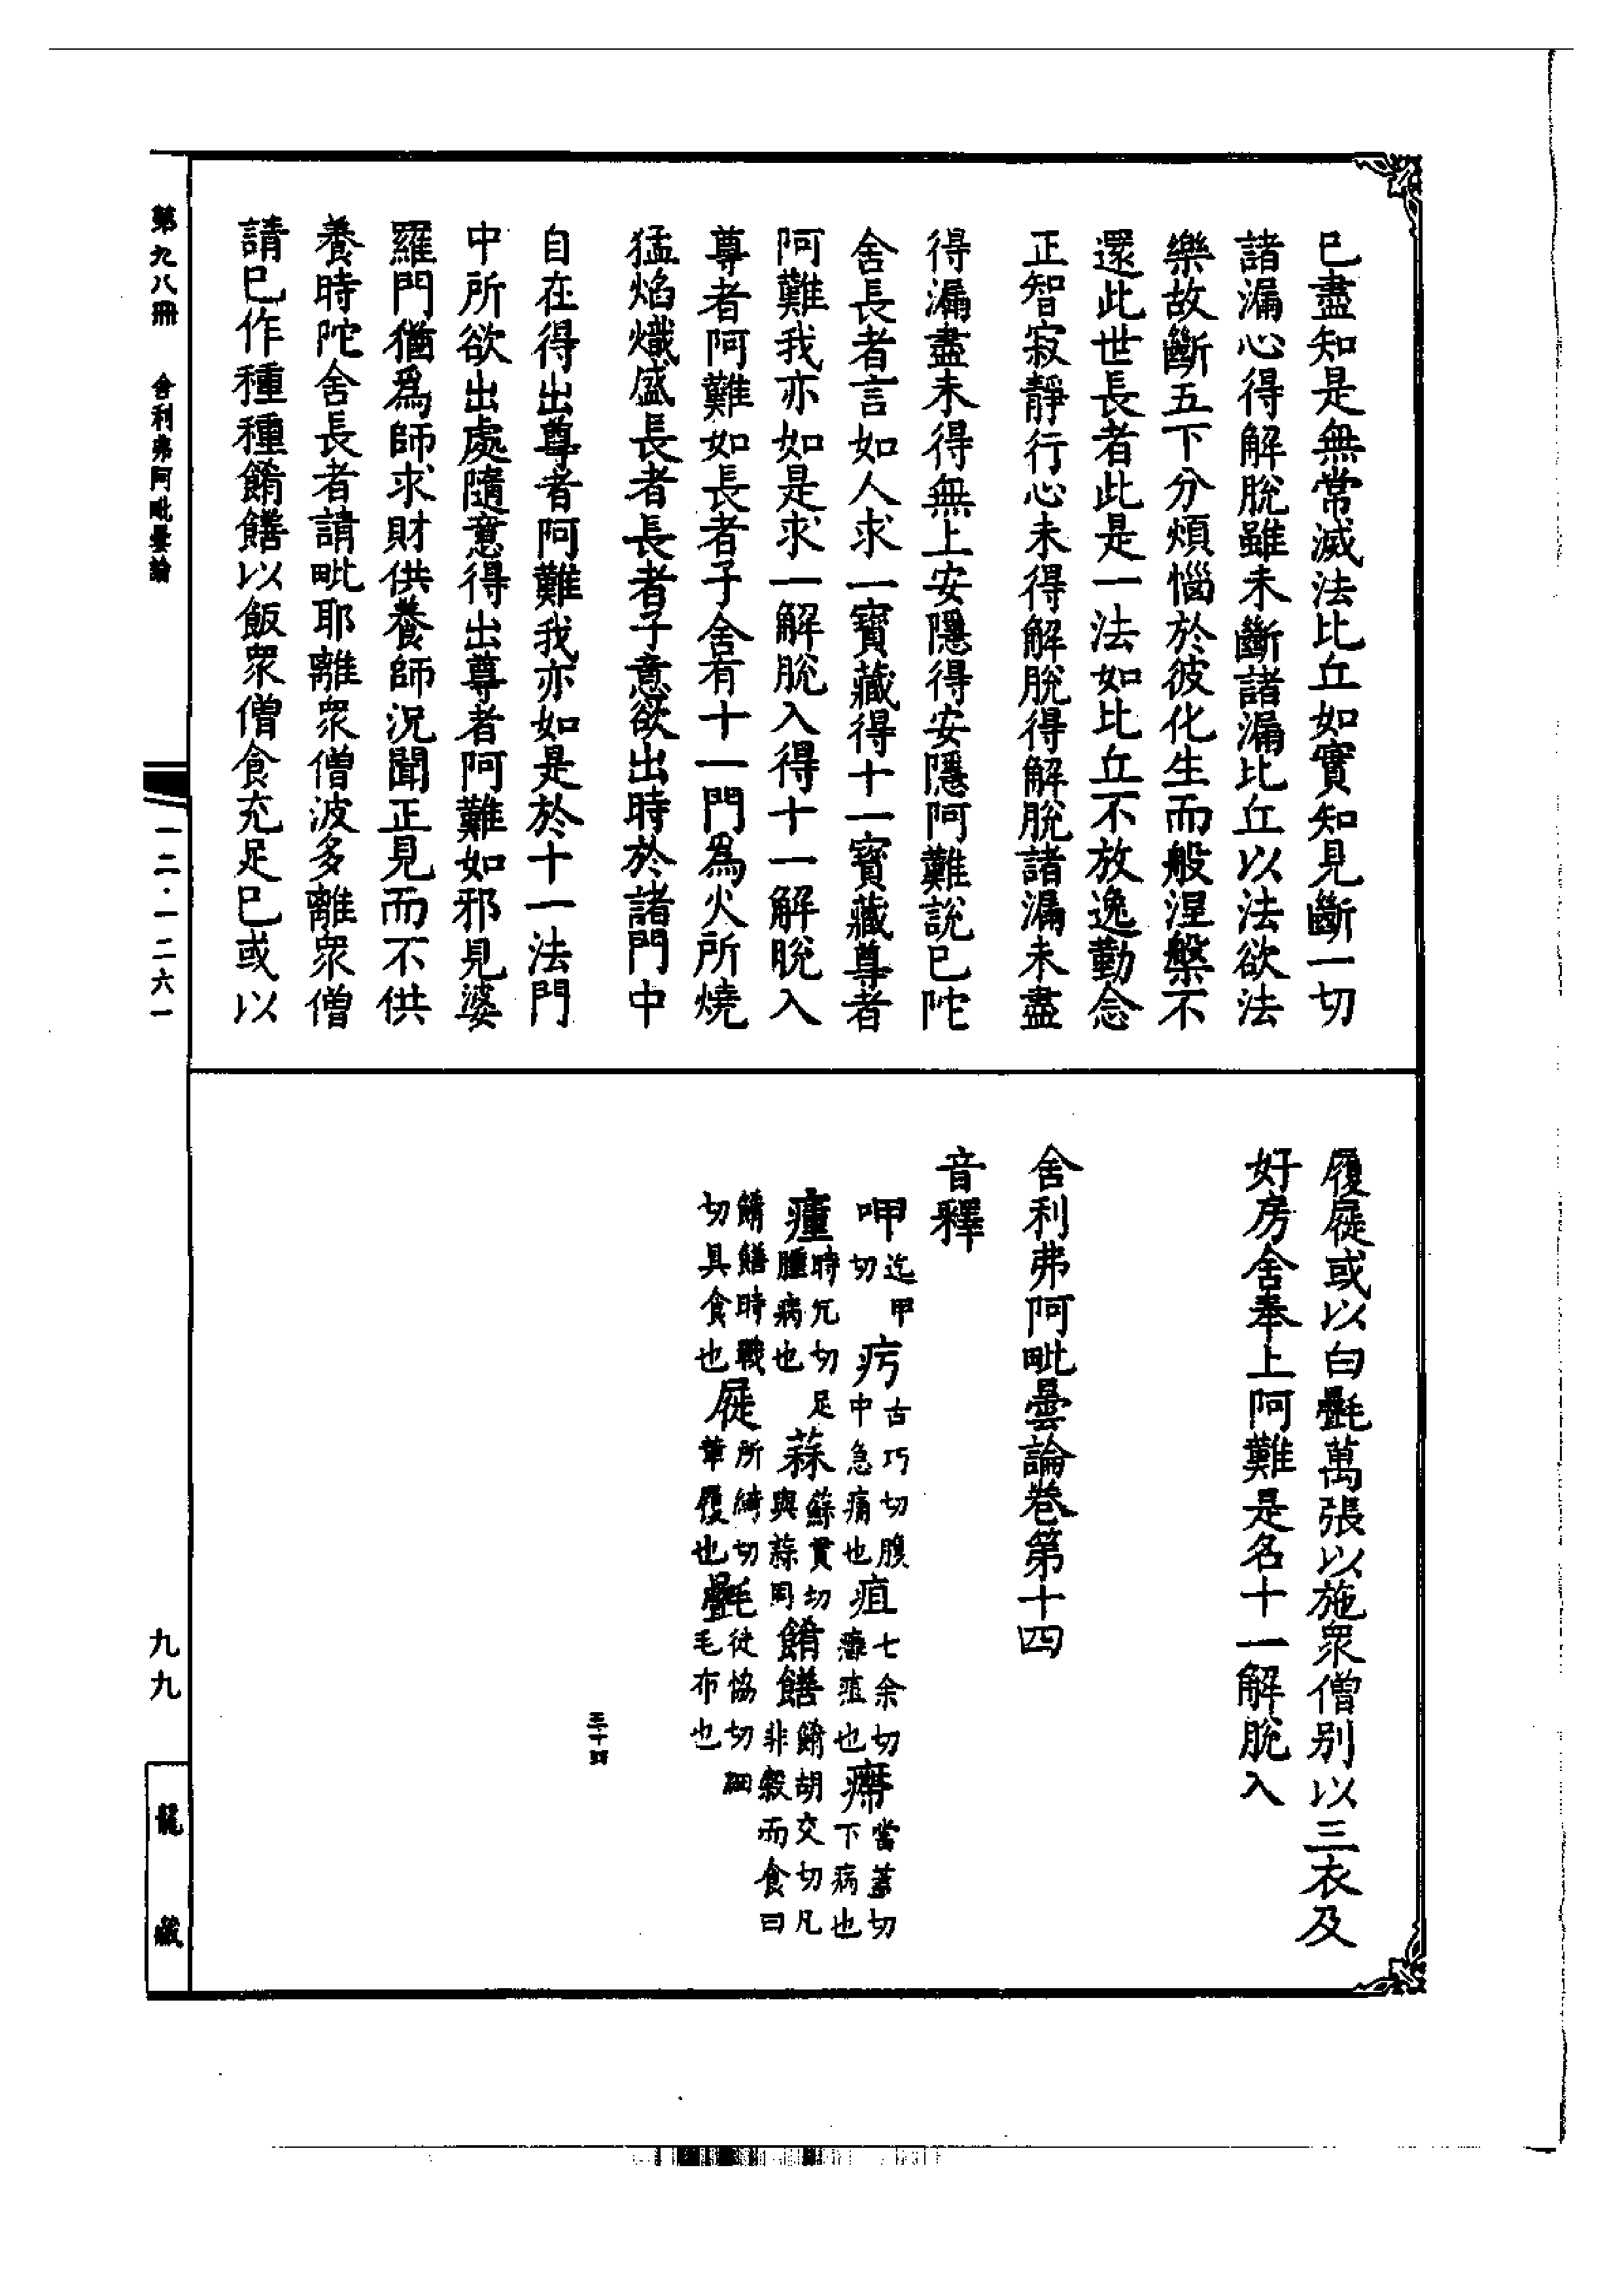 已盡知是無常滅法比丘如實知見斷一切
諸漏心得解脫雖未斷諸漏比丘以法欲法
樂故斷五下分煩惱於彼化生而般涅槃不
還此世長者此是一法如比丘不放逸勤念
正智寂靜行心未得解脫得解脫諸漏未盡
得漏盡未得無上安隱得安隱阿難說已陀
舍長者言如人求一寶藏得十一寶藏尊者
阿難我亦如是求一解脫入得十一解脫入
尊者阿難如長者子舍有十一門為火所燒
猛焰熾盛長者長者子意欲出時於諸門中
自在得出尊者阿難我亦如是於十一法門
中所欲出處隨意得出尊者阿難如邪見婆
羅門猶為師求財供養師況聞正見而不供
養時陀舍長者請毗耶離眾僧波多離眾僧
請已作種種餚饍以飯眾僧食充足已或以
履屣或以白㲲萬張以施眾僧別以三衣及
好房舍奉上阿難是名十一解脫入
舍利弗阿毗曇論卷第十四
音釋
呷迄甲切 㽱古巧切腹中急痛也 疽七余切癰疽也 㿃當蓋切下病也
瘇時冗切足腫病也 蒜蘇貫切與蒜同 餚饍餚胡交切凡非穀而食曰
餚饍時戰切具食也 屣所綺切革履也 㲲徒協切細毛布也
三十四
第九八冊 舍利弗阿毗曇論
一二·一二六一
九九
龍藏